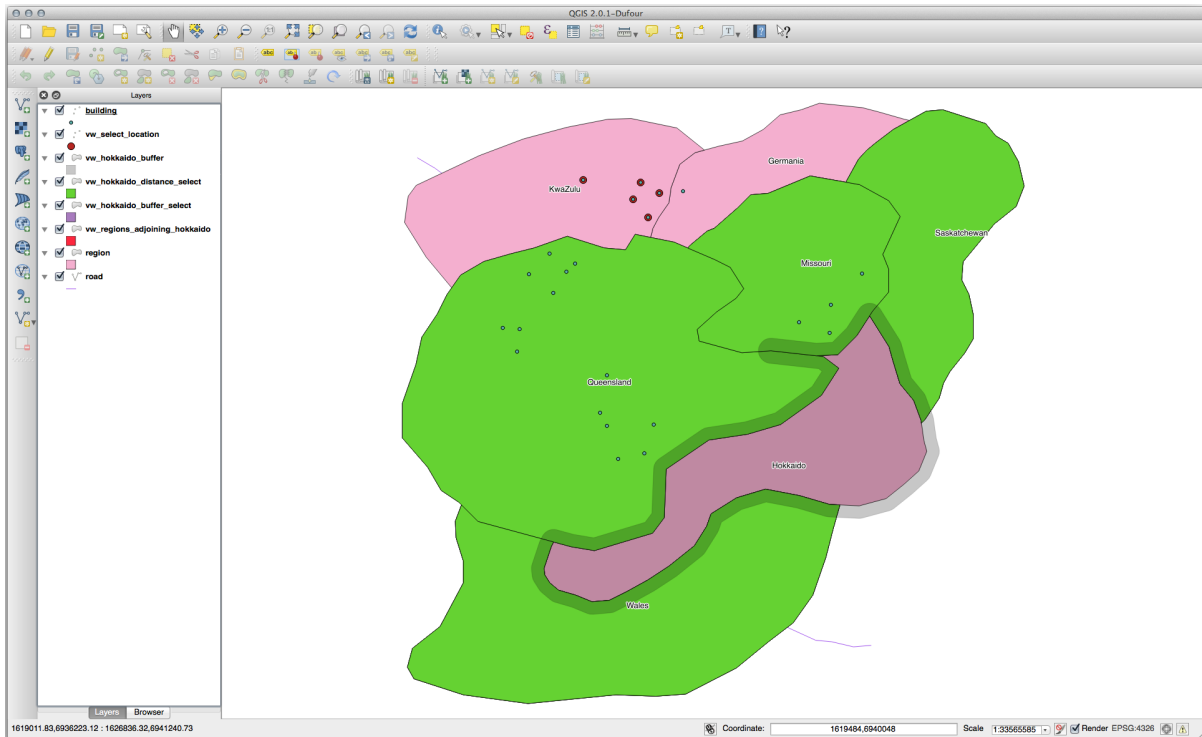 QGIS 2.0.1-Dufour
Layers
building
vw_select_location
vw_hokkaido_buffer
vw_hokkaido_distance_select
vw_hokkaido_buffer_select
vw_regions_adjoining_hokkaido
region
road
KwaZulu
Germania
Saskatchewan
Missouri
Queensland
Hokkaido
Wales
Layers
Browser
1619011.83,6936223.12 : 1626836.32,6941240.73
Coordinate:
1619484,6940048
Scale
1:33565585
Render
EPSG:4326